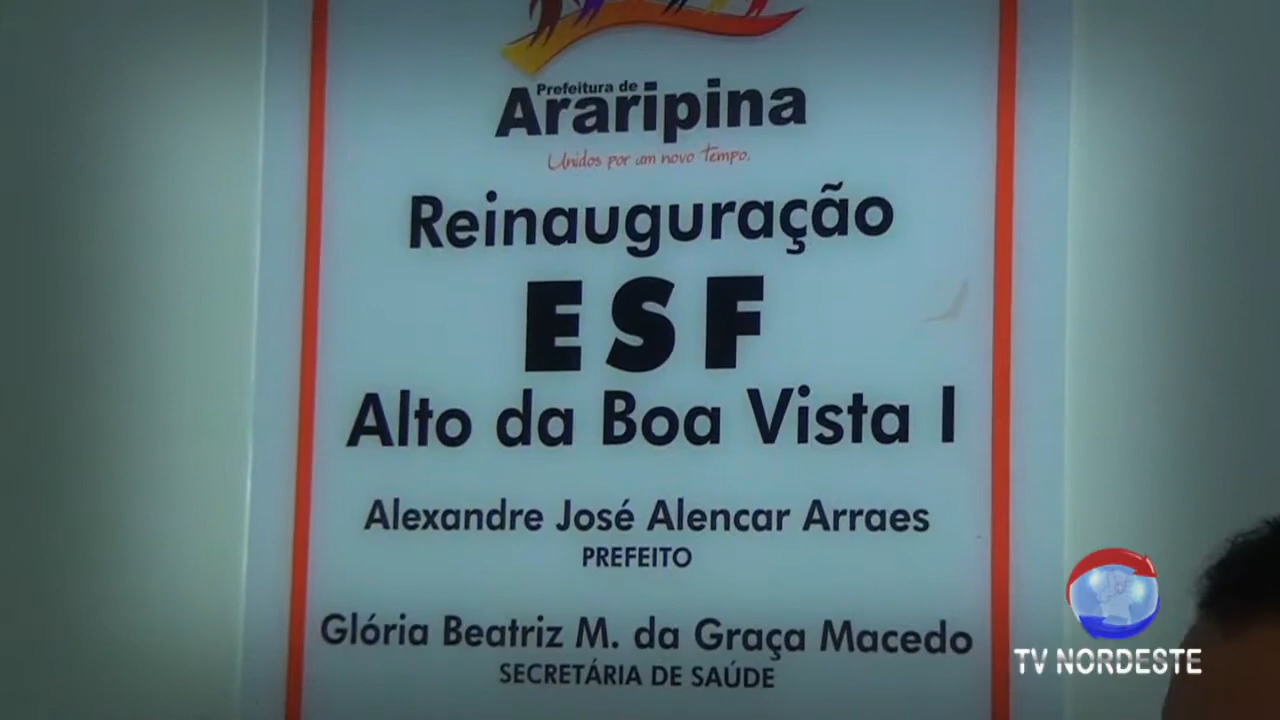 Prefeitura de
Araripina
Unidos por um novo Tempo.
Reinauguração
ESF
Alto da Boa Vista I
Alexandre José Alencar Arraes
PREFEITO
Glória Beatriz M. da Graça Macedo
SECRETÁRIA DE SAÚDE
TV NORDESTE